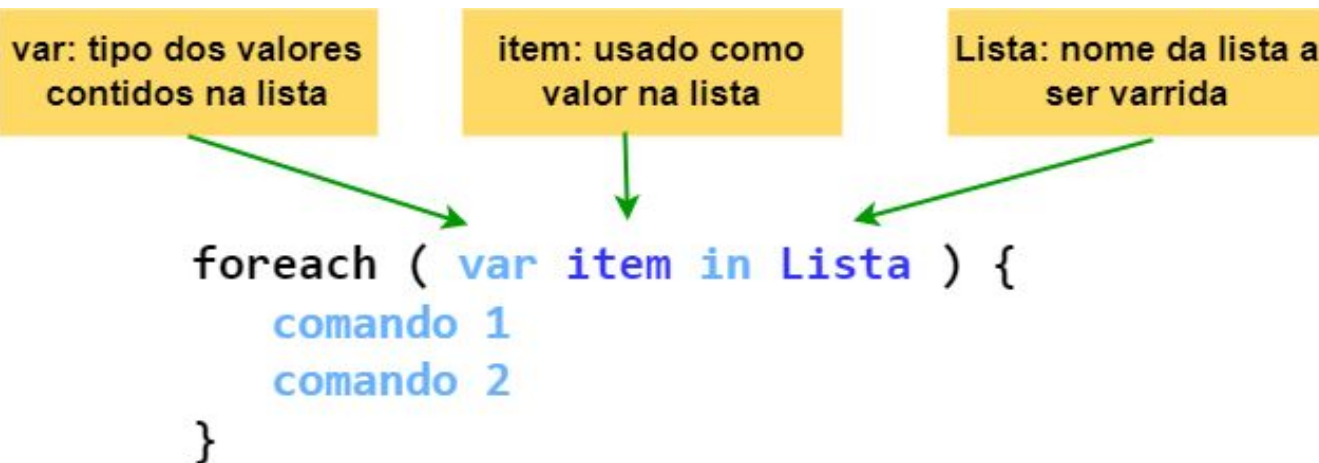 var: tipo dos valores
contidos na lista
item: usado como
valor na lista
Lista: nome da lista a
ser varrida
foreach ( var item in Lista ) {
comando 1
comando 2
}